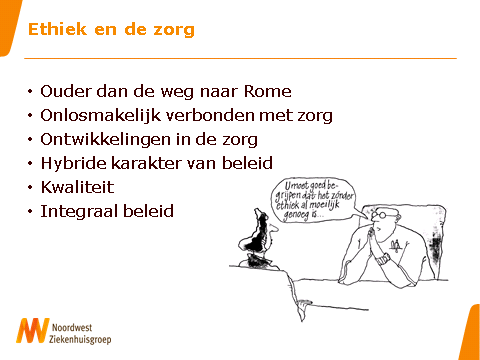 Ethiek en de zorg
• Ouder dan de weg naar Rome
• Onlosmakelijk verbonden met zorg
• Ontwikkelingen in de zorg
• Hybride karakter van beleid
• Kwaliteit
• Integraal beleid
U moet goed be-
grijpen dat het zónder
ethiek al moeilijk
genoeg is...
Noordwest
Ziekenhuisgroep